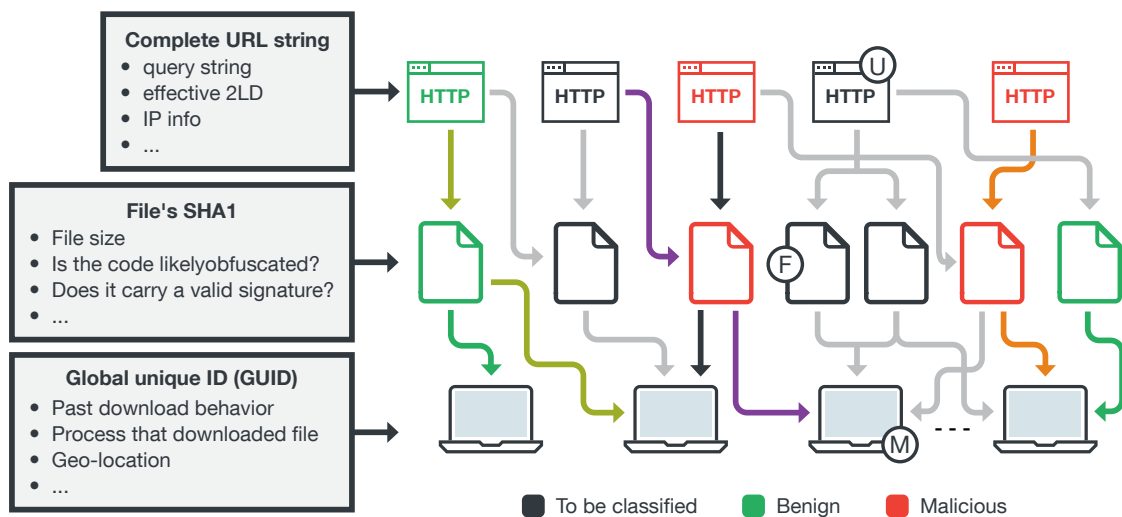 Complete URL string
• query string
• effective 2LD
• IP info
• ...
HTTP
HTTP
HTTP
HTTP
U
HTTP
File's SHA1
• File size
• Is the code likelyobfuscated?
• Does it carry a valid signature?
• ...
F
Global unique ID (GUID)
• Past download behavior
• Process that downloaded file
• Geo-location
• ...
M
---
To be classified
Benign
Malicious